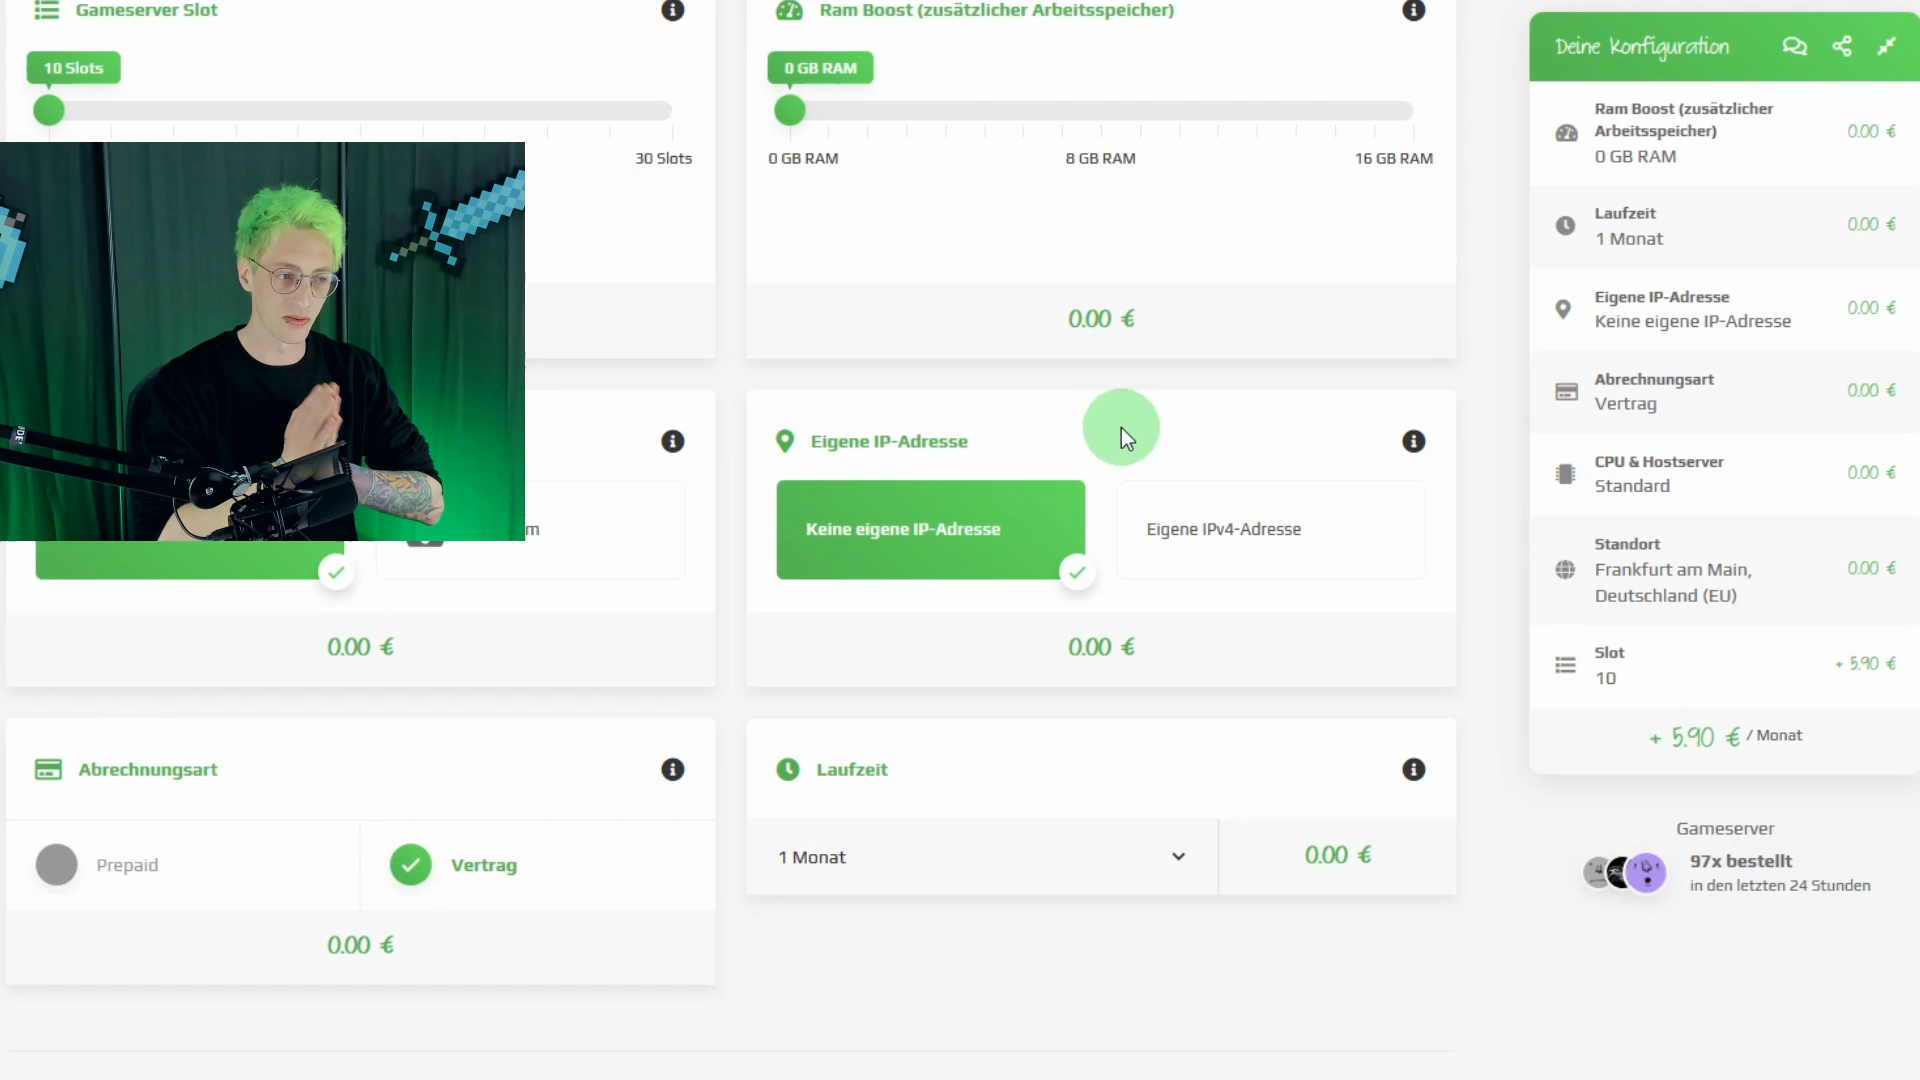 Gameserver Slot
Ram Boost (zusätzlicher Arbeitsspeicher)
10 Slots
0 GB RAM
30 Slots
0 GB RAM
8 GB RAM
16 GB RAM
0.00 €
Eigene IP-Adresse
Keine eigene IP-Adresse
Eigene IPv4-Adresse
m
0.00 €
0.00 €
Abrechnungsart
Laufzeit
Prepaid
Vertrag
1 Monat
0.00 €
0.00 €
Deine Konfiguration
Ram Boost (zusätzlicher
Arbeitsspeicher)
0.00 €
0 GB RAM
Laufzeit
0.00 €
1 Monat
Eigene IP-Adresse
0.00 €
Keine eigene IP-Adresse
Abrechnungsart
0.00 €
Vertrag
CPU & Hostserver
0.00 €
Standard
Standort
0.00 €
Frankfurt am Main,
Deutschland (EU)
Slot
+ 5.90 €
10
+ 5.90 € / Monat
Gameserver
97x bestellt
in den letzten 24 Stunden